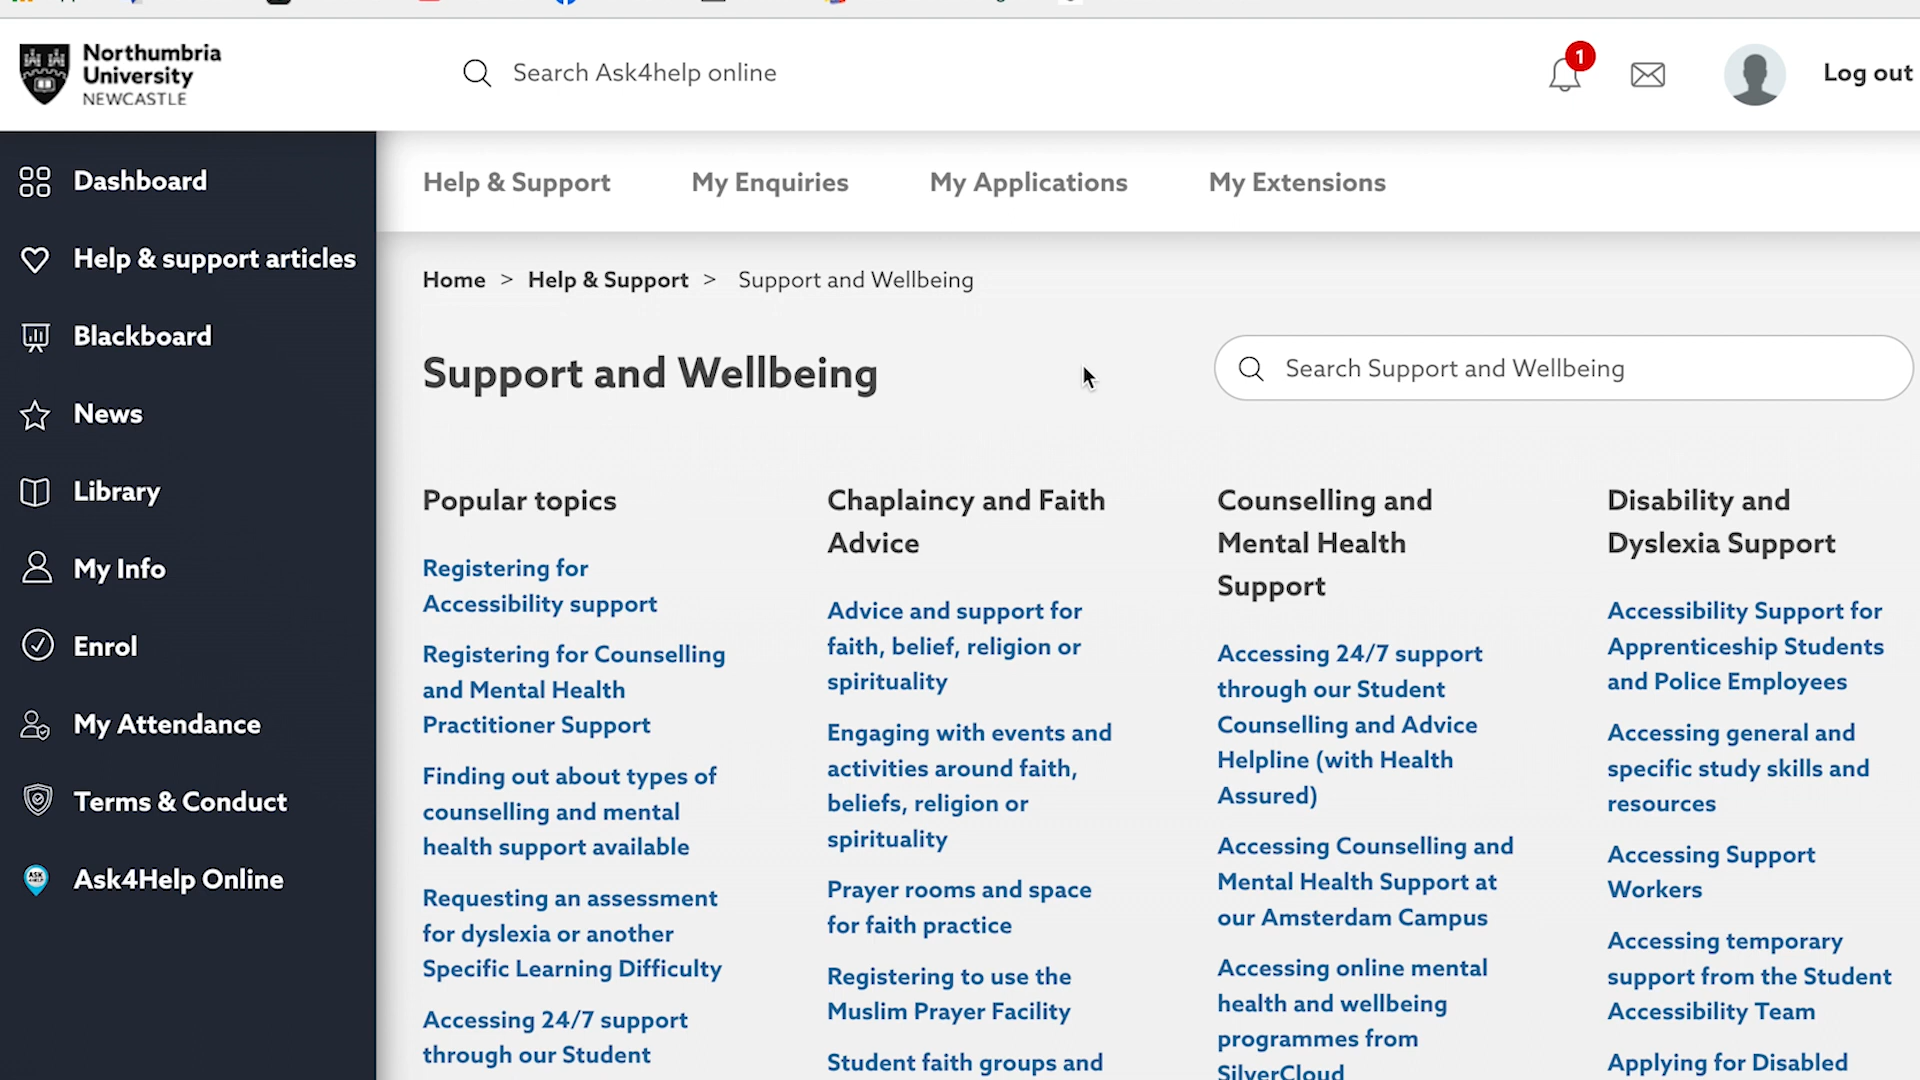 Northumbria
University
NEWCASTLE
Search Ask4help online
1
Log out
Dashboard
Help & support articles
Blackboard
News
Library
My Info
Enrol
My Attendance
Terms & Conduct
ASK
4HELP
Ask4Help Online
Help & Support
My Enquiries
My Applications
My Extensions
Home > Help & Support > Support and Wellbeing
Support and Wellbeing
Search Support and Wellbeing
Popular topics
Registering for
Accessibility support
Registering for Counselling
and Mental Health
Practitioner Support
Finding out about types of
counselling and mental
health support available
Requesting an assessment
for dyslexia or another
Specific Learning Difficulty
Accessing 24/7 support
through our Student
Chaplaincy and Faith
Advice
Advice and support for
faith, belief, religion or
spirituality
Engaging with events and
activities around faith,
beliefs, religion or
spirituality
Prayer rooms and space
for faith practice
Registering to use the
Muslim Prayer Facility
Student faith groups and
Counselling and
Mental Health
Support
Accessing 24/7 support
through our Student
Counselling and Advice
Helpline (with Health
Assured)
Accessing Counselling and
Mental Health Support at
our Amsterdam Campus
Accessing online mental
health and wellbeing
programmes from
SilverCloud
Disability and
Dyslexia Support
Accessibility Support for
Apprenticeship Students
and Police Employees
Accessing general and
specific study skills and
resources
Accessing Support
Workers
Accessing temporary
support from the Student
Accessibility Team
Applying for Disabled